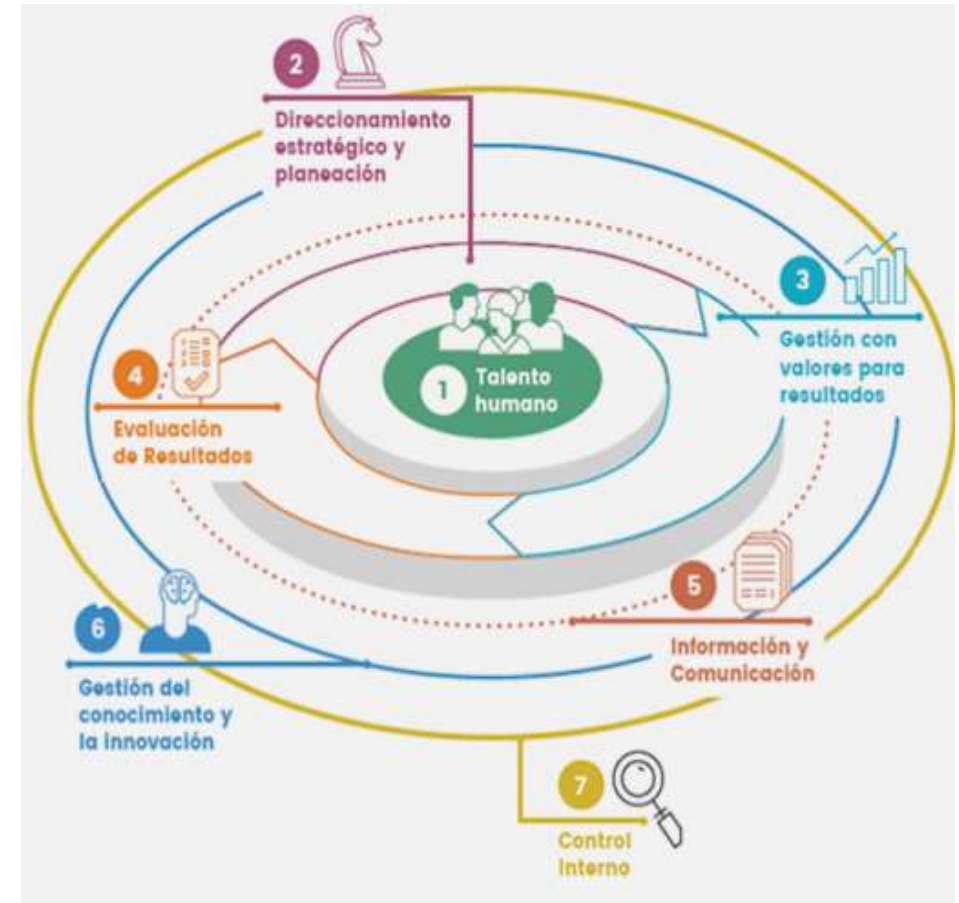 2
Direccionamiento
estratégico y
planeación
3
Gestión con
valores para
resultados
1
Talento
humano
4
Evaluación
de Resultados
5
Información y
Comunicación
6
Gestión del
conocimiento y
la innovación
7
Control
Interno